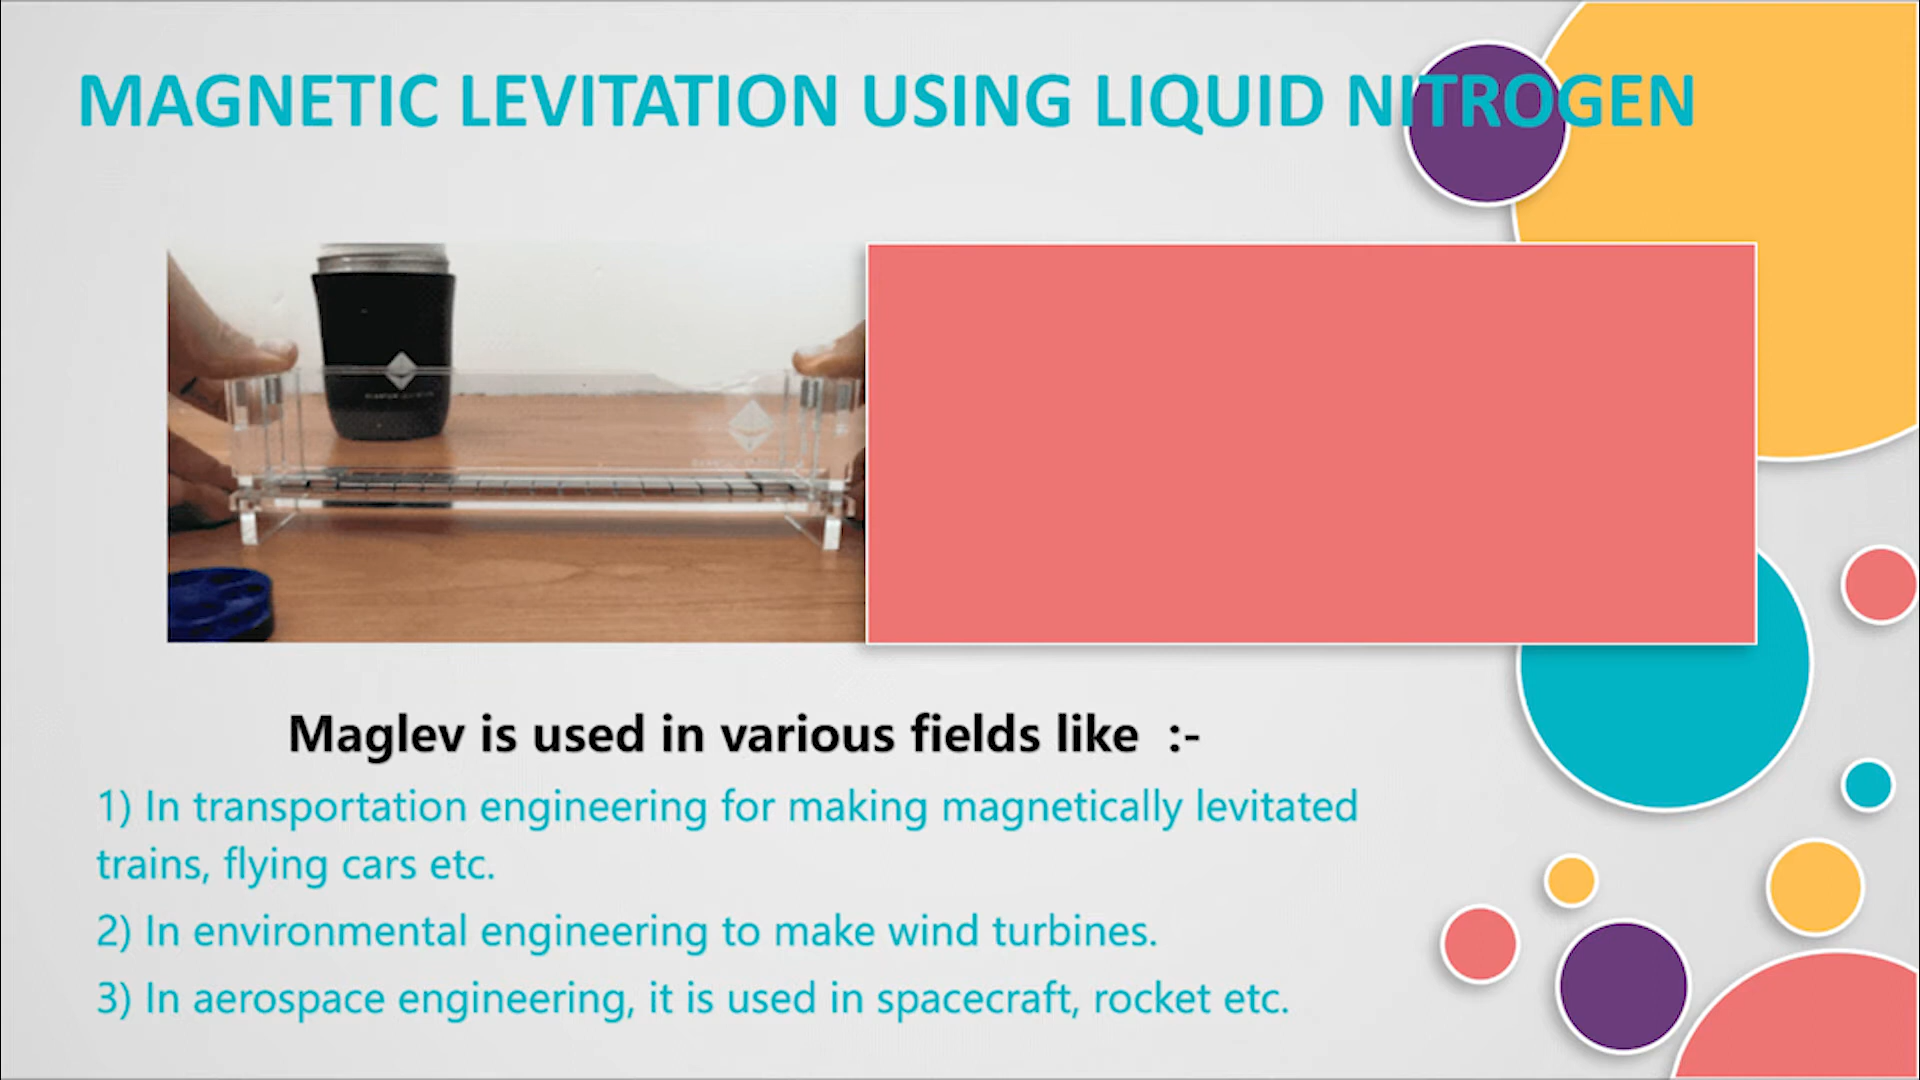 MAGNETIC LEVITATION USING LIQUID NITROGEN
Maglev is used in various fields like :-
1) In transportation engineering for making magnetically levitated
trains, flying cars etc.
2) In environmental engineering to make wind turbines.
3) In aerospace engineering, it is used in spacecraft, rocket etc.